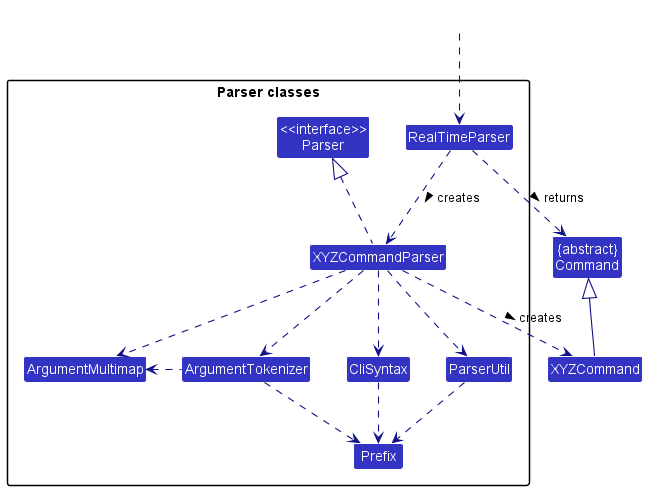 Parser classes
<<interface>>
Parser
RealTimeParser
creates
returns
XYZCommandParser
{abstract}
Command
creates
ArgumentMultimap
ArgumentTokenizer
CliSyntax
ParserUtil
XYZCommand
Prefix